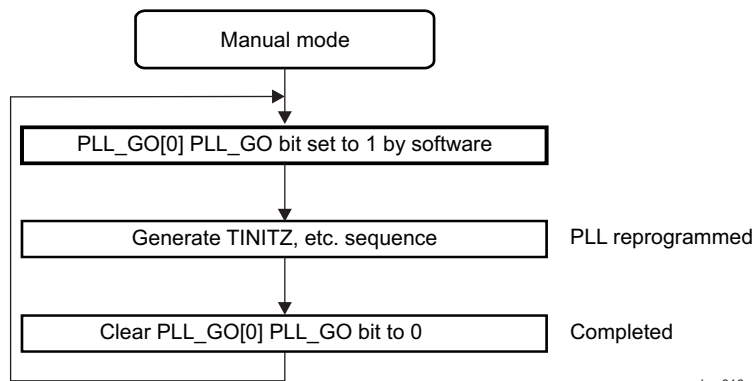 Manual mode
PLL_GO[0] PLL_GO bit set to 1 by software
Generate TINITZ, etc. sequence
PLL reprogrammed
Clear PLL_GO[0] PLL_GO bit to 0
Completed